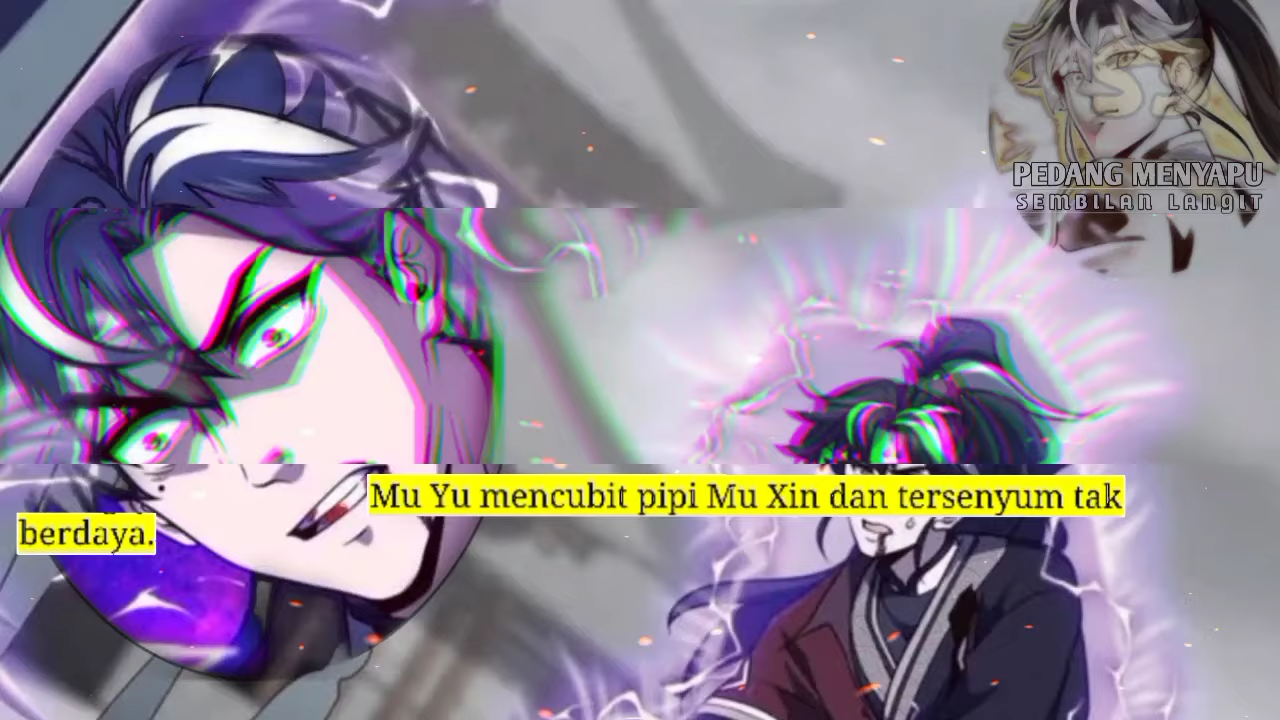 PEDANG MENYAPU
SEMBILAN LANGIT
Mu Yu mencubit pipi Mu Xin dan tersenyum tak
berdaya.